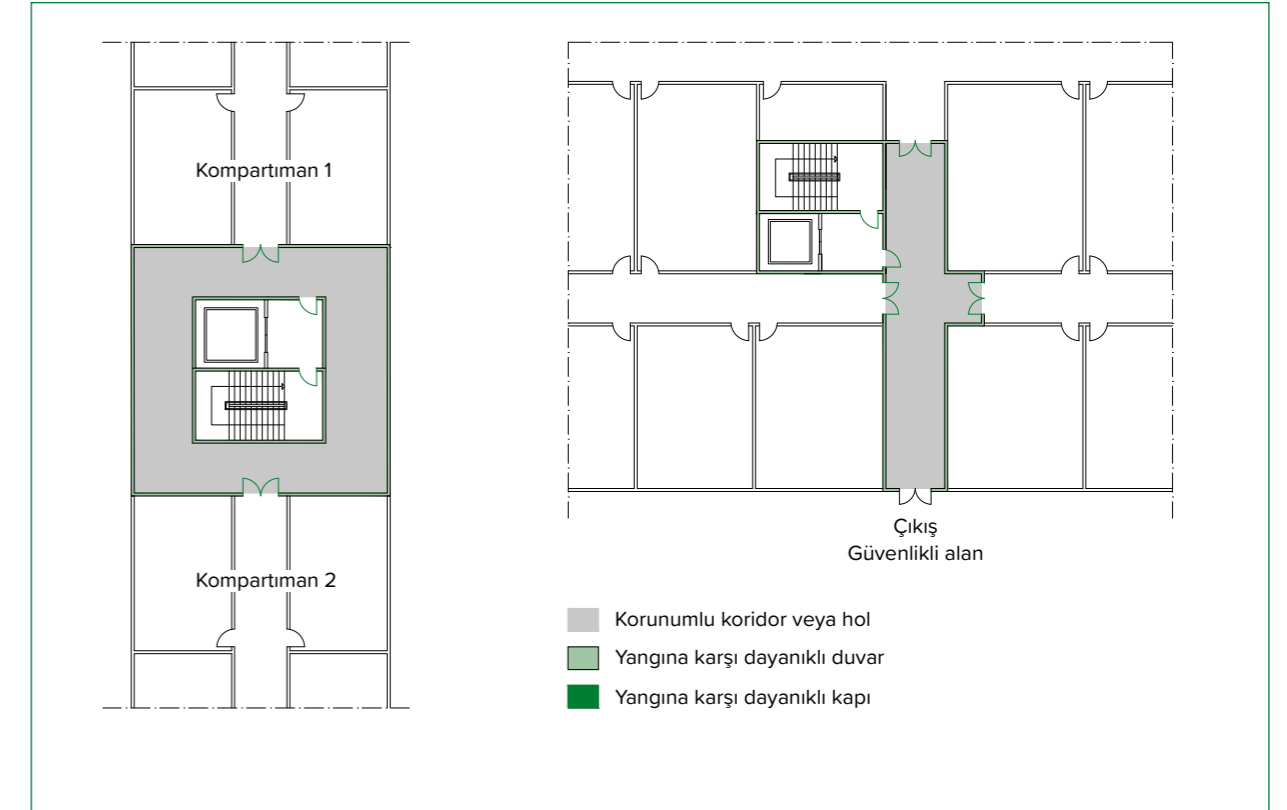 Kompartıman 1
Kompartıman 2
Çıkış
Güvenlikli alan
Korunumlu koridor veya hol
Yangına karşı dayanıklı duvar
Yangına karşı dayanıklı kapı